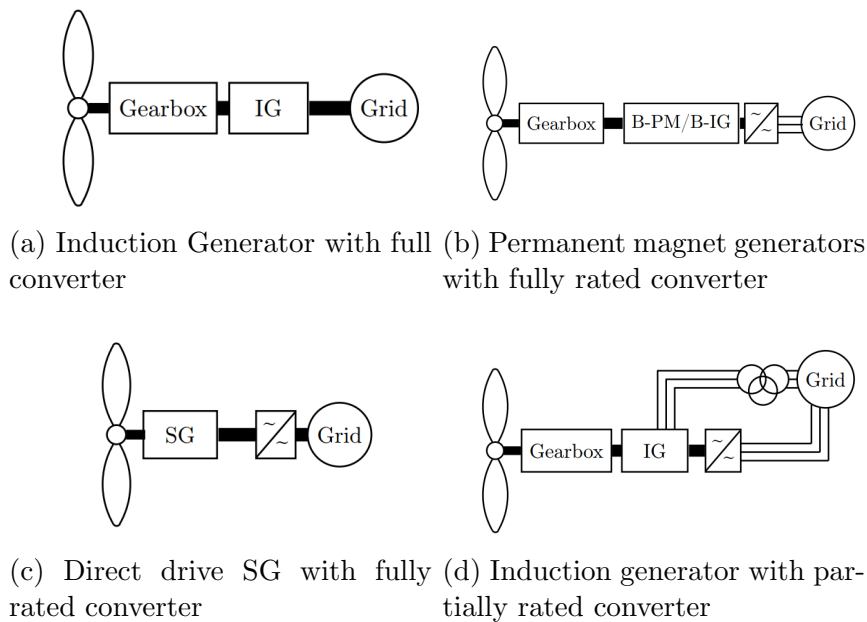 Gearbox IG Grid
Gearbox B-PM/B-IG ~ ~ Grid
(a) Induction Generator with full
converter
(b) Permanent magnet generators
with fully rated converter
SG ~ ~ Grid
Grid
Gearbox IG ~ ~
(c) Direct drive SG with fully
rated converter
(d) Induction generator with par-
tially rated converter